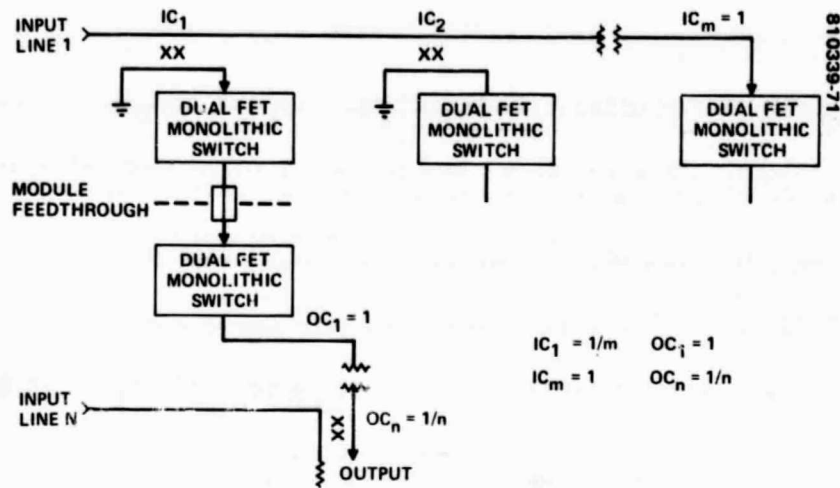 INPUT
LINE 1
IC1
IC2
ICm = 1
810339-71
XX
XX
DUAL FET
MONOLITHIC
SWITCH
DUAL FET
MONOLITHIC
SWITCH
DUAL FET
MONOLITHIC
SWITCH
MODULE
FEEDTHROUGH
DUAL FET
MONOLITHIC
SWITCH
OC1 = 1
IC1 = 1/m OCi = 1
ICm = 1 OCn = 1/n
INPUT
LINE N
XX
OCn = 1/n
OUTPUT